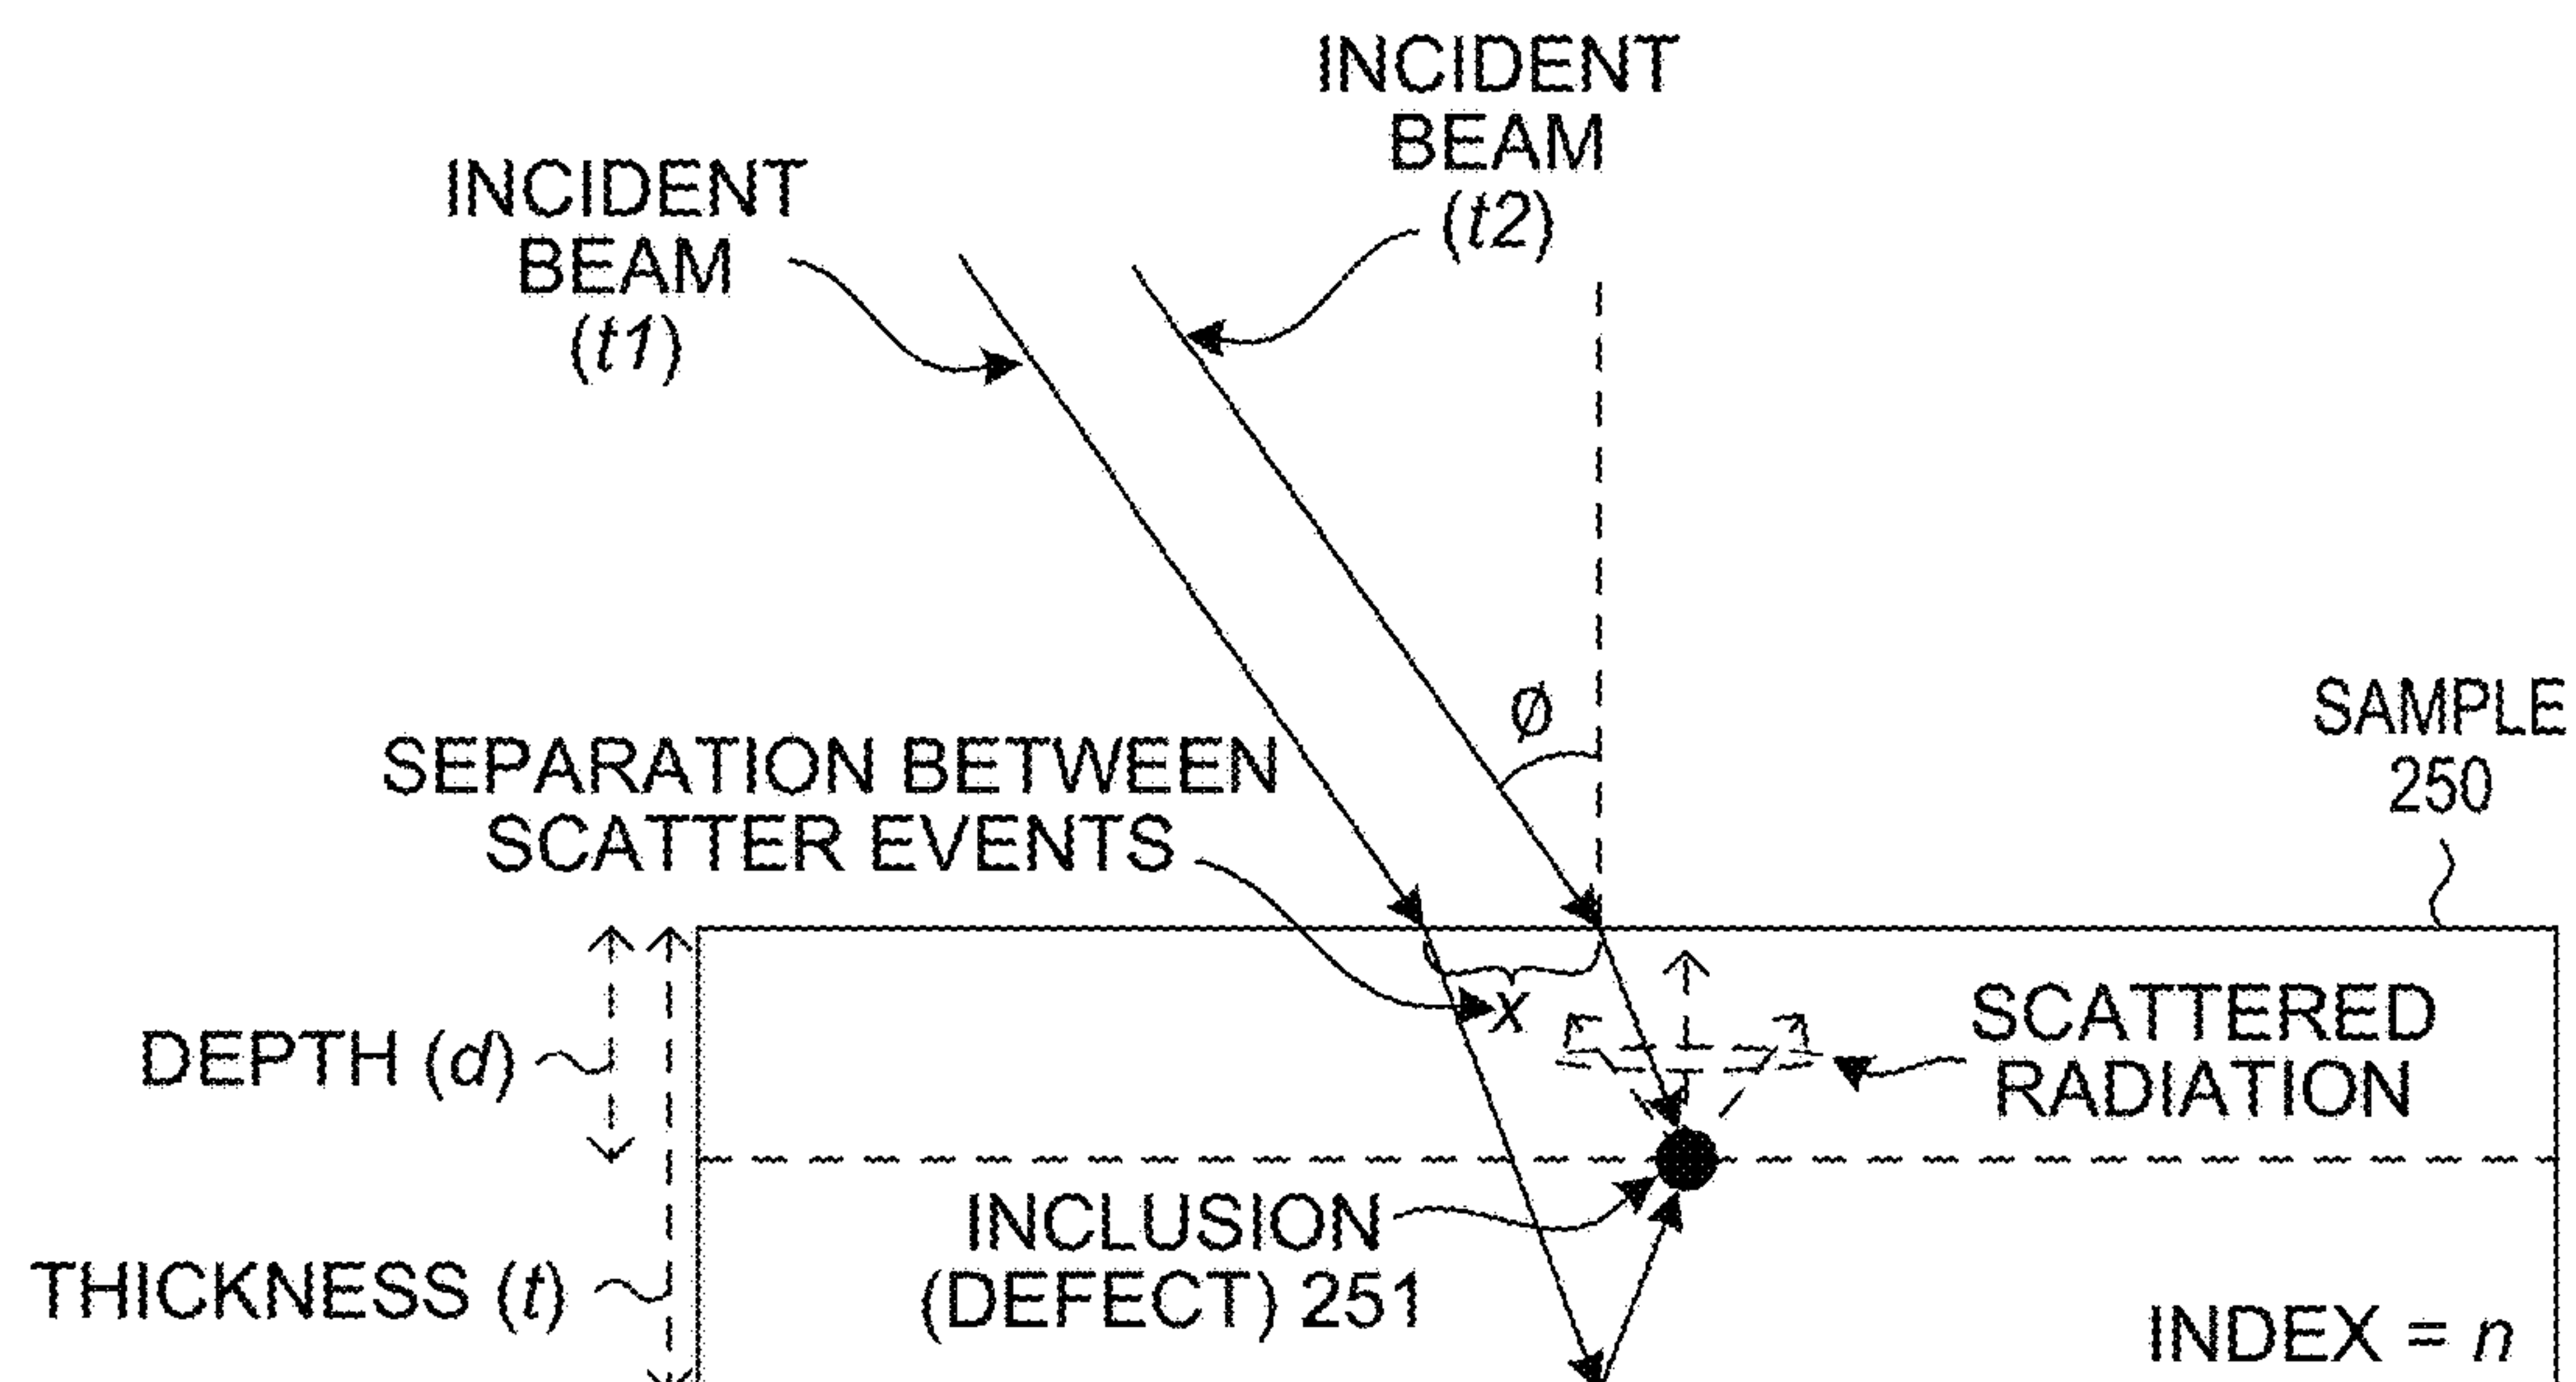 INCIDENT
BEAM
(t2)
INCIDENT
BEAM
(t1)
Ø
SAMPLE
250
SEPARATION BETWEEN
SCATTER EVENTS
x
SCATTERED
RADIATION
DEPTH (d)
INCLUSION
(DEFECT) 251
THICKNESS (t)
INDEX = n